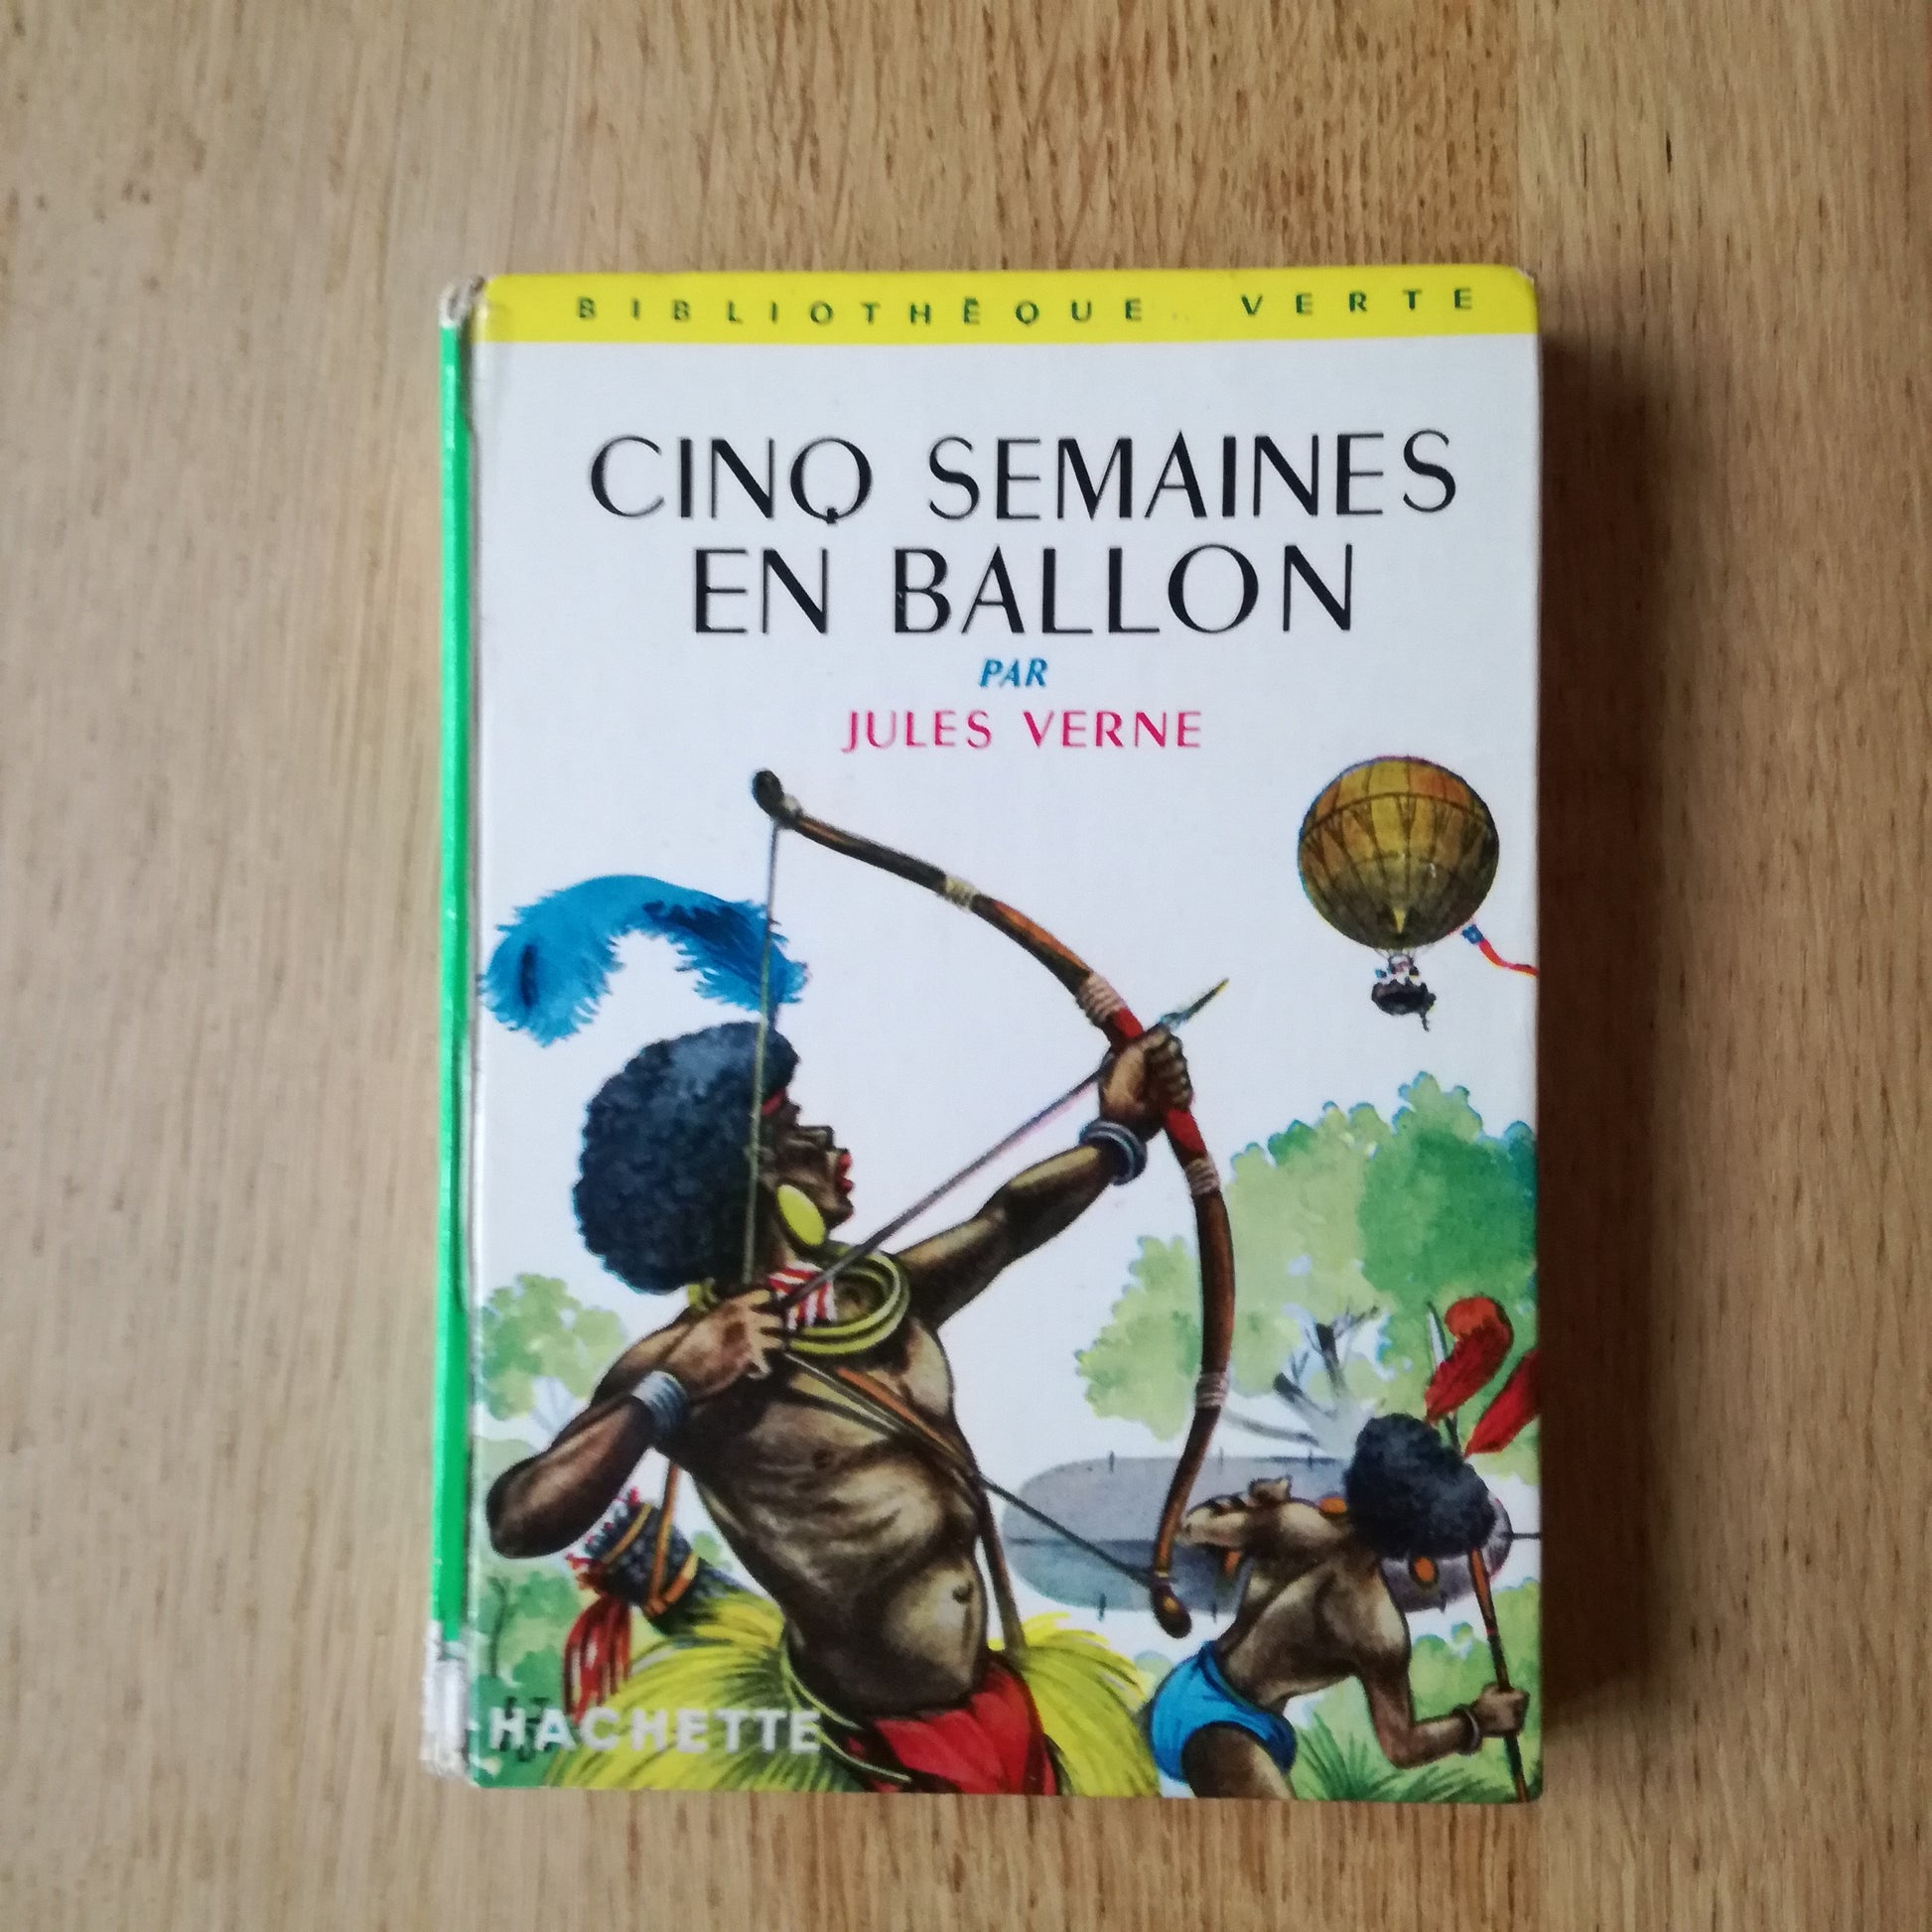 BIBLIOTHÈQUE VERTE
CINQ SEMAINES
EN BALLON
PAR
JULES VERNE
HACHETTE